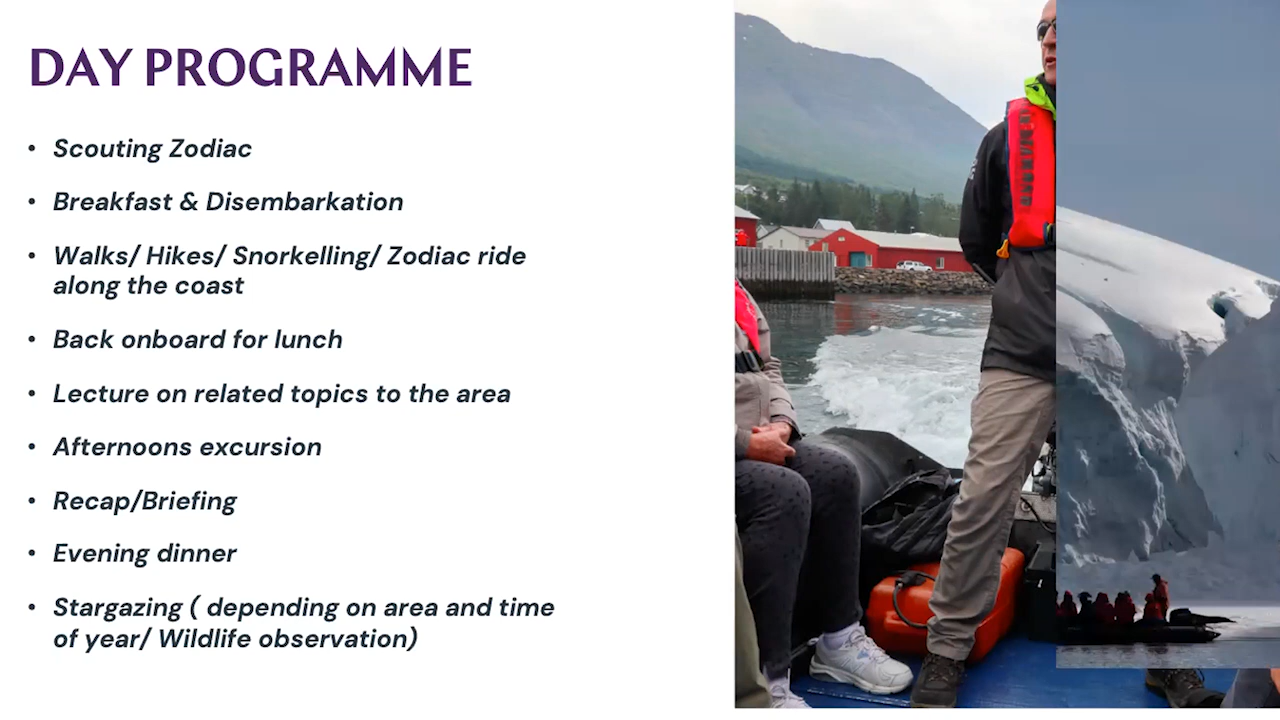 DAY PROGRAMME
• Scouting Zodiac
• Breakfast & Disembarkation
• Walks/ Hikes/ Snorkelling/ Zodiac ride
along the coast
• Back onboard for lunch
• Lecture on related topics to the area
• Afternoons excursion
• Recap/Briefing
• Evening dinner
• Stargazing ( depending on area and time
of year/ Wildlife observation)